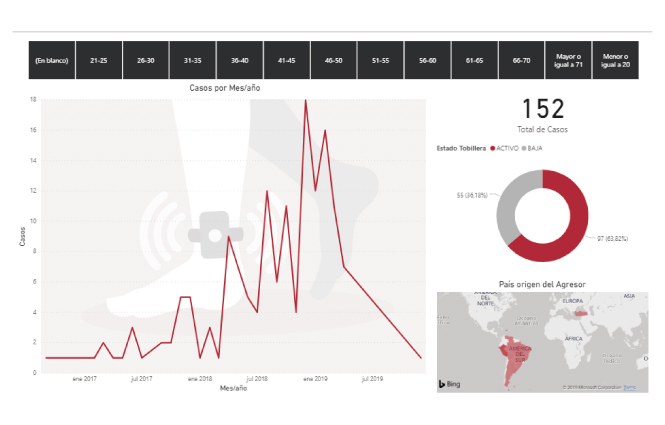 (En blanco) 21-25 26-30 31-35 36-40 41-45 46-50 51-55 56-60 61-65 66-70 Mayor o igual a 71 Menor o igual a 20
Casos por Mes/año
18
16
14
12
10
8
6
4
2
0
Casos
ene 2017 jul 2017 ene 2018 jul 2018 ene 2019 jul 2019
Mes/año
152
Total de Casos
Estado Tobillera ACTIVO BAJA
55 (36.18%)
97 (63.82%)
País origen del Agresor
AMÉRICA
DEL
NORTE
EUROPA
ASIA
ÁFRICA
AMÉRICA
DEL
SUR
Bing
© 2019 Microsoft Corporation Terms